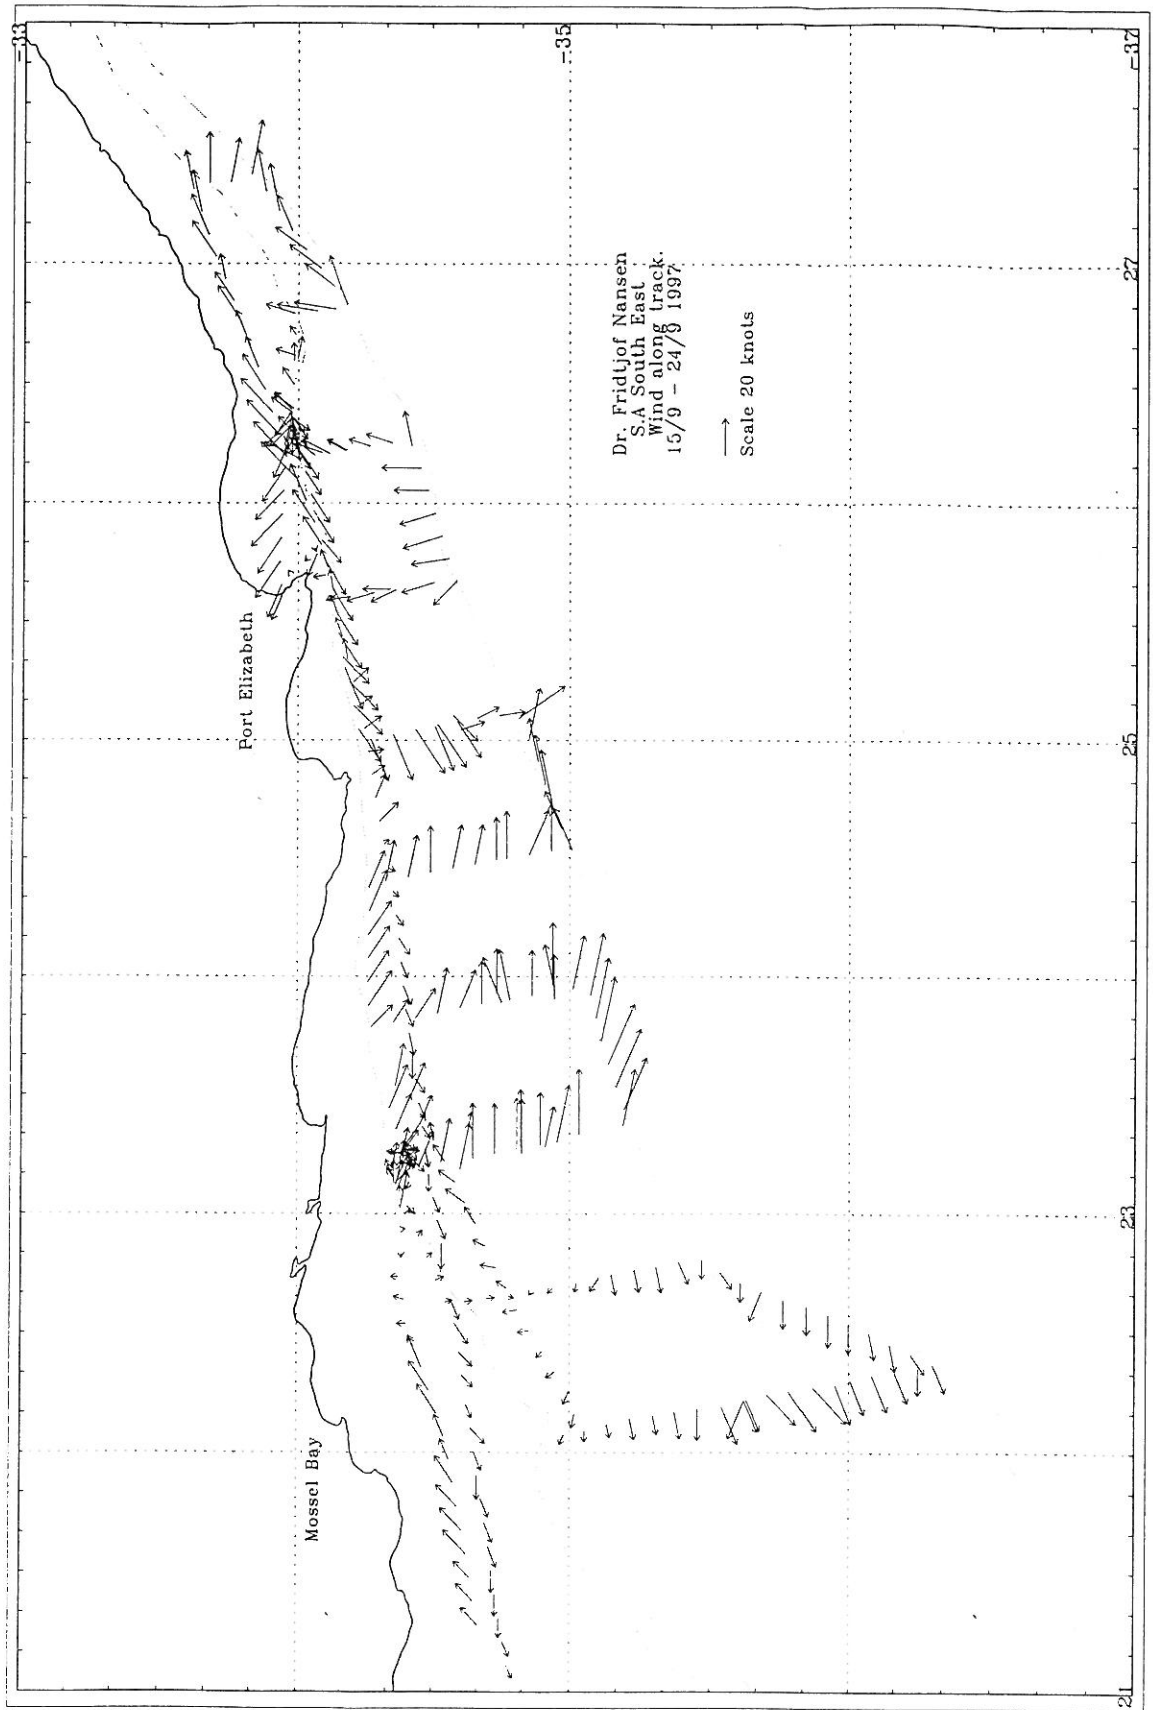 -33
-35
-37
27
25
23
21
Port Elizabeth
Mossel Bay
Dr. Fridtjof Nansen
S.A South East
Wind along track.
15/9 - 24/9 1997
Scale 20 knots